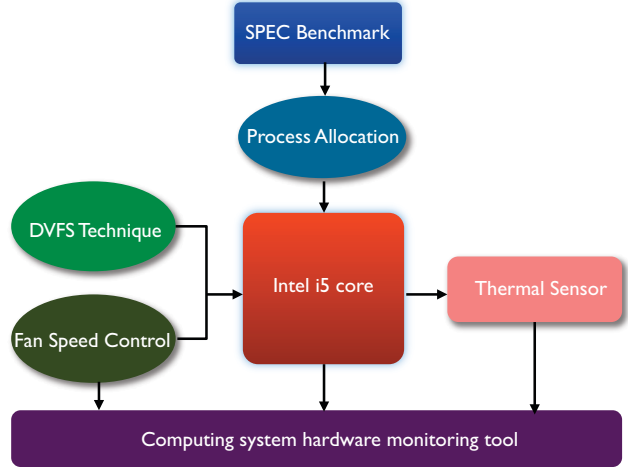 SPEC Benchmark
Process Allocation
DVFS Technique
Intel i5 core
Thermal Sensor
Fan Speed Control
Computing system hardware monitoring tool